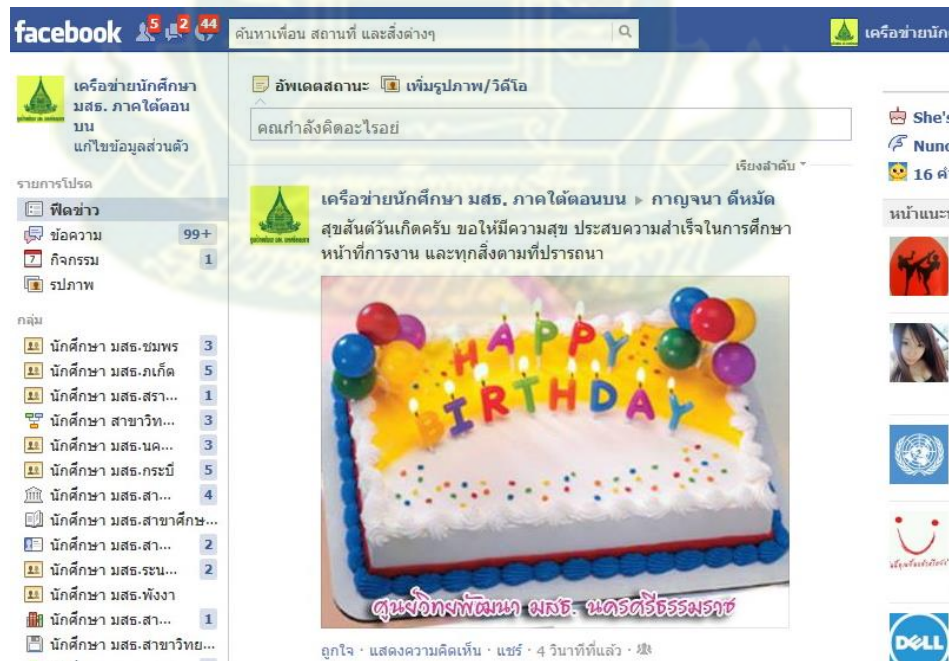 facebook 5 2 44
ค้นหาเพื่อน สถานที่ และสิ่งต่างๆ
เครือข่ายนัก
เครือข่ายนักศึกษา
มสธ. ภาคใต้ตอน
บน
แก้ไขข้อมูลส่วนตัว
รายการโปรด
ฟีดข่าว
ข้อความ 99+
กิจกรรม 1
รูปภาพ
กลุ่ม
นักศึกษา มสธ.ชุมพร 3
นักศึกษา มสธ.ภูเก็ต 5
นักศึกษา มสธ.สรา... 1
นักศึกษา สาขาวิท... 3
นักศึกษา มสธ.นค... 3
นักศึกษา มสธ.กระบี่ 5
นักศึกษา มสธ.สา... 4
นักศึกษา มสธ.สาขาศึกษ...
นักศึกษา มสธ.สา... 2
นักศึกษา มสธ.ระน... 2
นักศึกษา มสธ.พังงา
นักศึกษา มสธ.สา... 1
นักศึกษา มสธ.สาขาวิทย...
อัพเดตสถานะ เพิ่มรูปภาพ/วิดีโอ
คุณกำลังคิดอะไรอยู่
เรียงลำดับ
เครือข่ายนักศึกษา มสธ. ภาคใต้ตอนบน ▸ กาญจนา ดีหมัด
สุขสันต์วันเกิดครับ ขอให้มีความสุข ประสบความสำเร็จในการศึกษา
หน้าที่การงาน และทุกสิ่งตามที่ปรารถนา
HAPPY
BIRTHDAY
ศูนย์วิทยพัฒนา มสธ. นครศรีธรรมราช
ถูกใจ · แสดงความคิดเห็น · แชร์ · 4 วินาทีที่แล้ว ·
She's
Nunc
16 คำ
หน้าแนะน
DELL